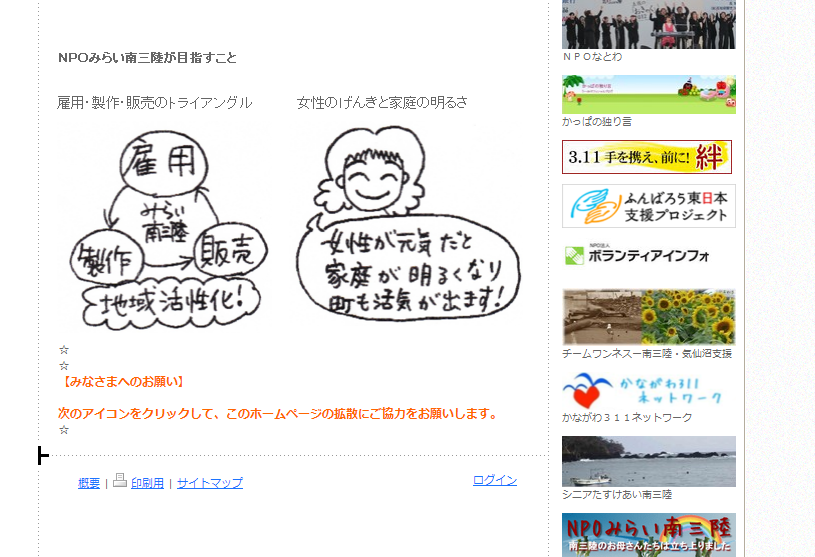 NPOみらい南三陸が目指すこと
雇用・製作・販売のトライアングル
女性のげんきと家庭の明るさ
雇用
みらい
南三陸
製作
販売
地域活性化!
女性が元気だと
家庭が明るくなり
町も活気が出ます!
☆
☆
【みなさまへのお願い】
次のアイコンをクリックして、このホームページの拡散にご協力をお願いします。
☆
概要 | 印刷用 | サイトマップ
ログイン
ＮＰＯなとわ
かっぱの独り言
3.11 手を携え、前に! 絆
ふんばろう東日本
支援プロジェクト
NPO法人
ボランティアインフォ
チームワンネスー南三陸・気仙沼支援
かながわ311
ネットワーク
かながわ３１１ネットワーク
シニアたすけあい南三陸
NPOみらい南三陸
南三陸のお母さんたちは立ち上りました